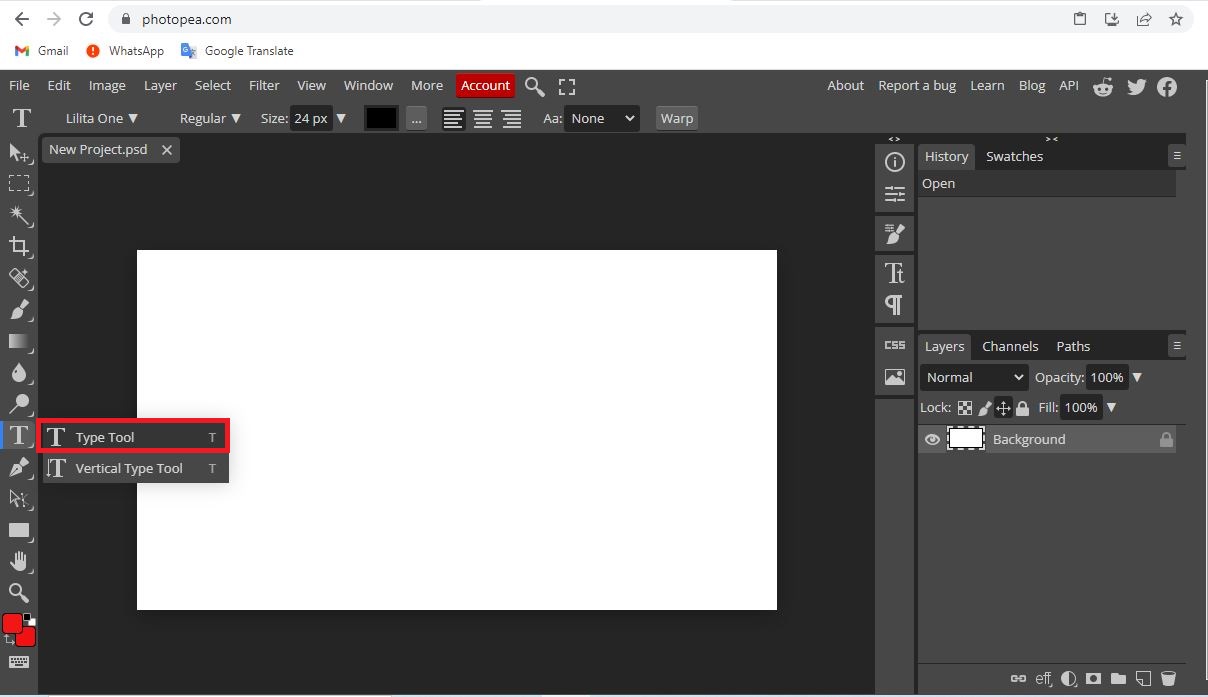 photopea.com
Gmail WhatsApp Google Translate
File Edit Image Layer Select Filter View Window More Account About Report a bug Learn Blog API
T Lilita One ▼ Regular ▼ Size: 24 px ▼ ... Aa: None Warp
New Project.psd ×
< > > <
History Swatches
Open
Tt
¶
CSS
Layers Channels Paths
Normal Opacity: 100% ▼
Lock: Fill: 100% ▼
Background
T Type Tool T
T Vertical Type Tool T
eff